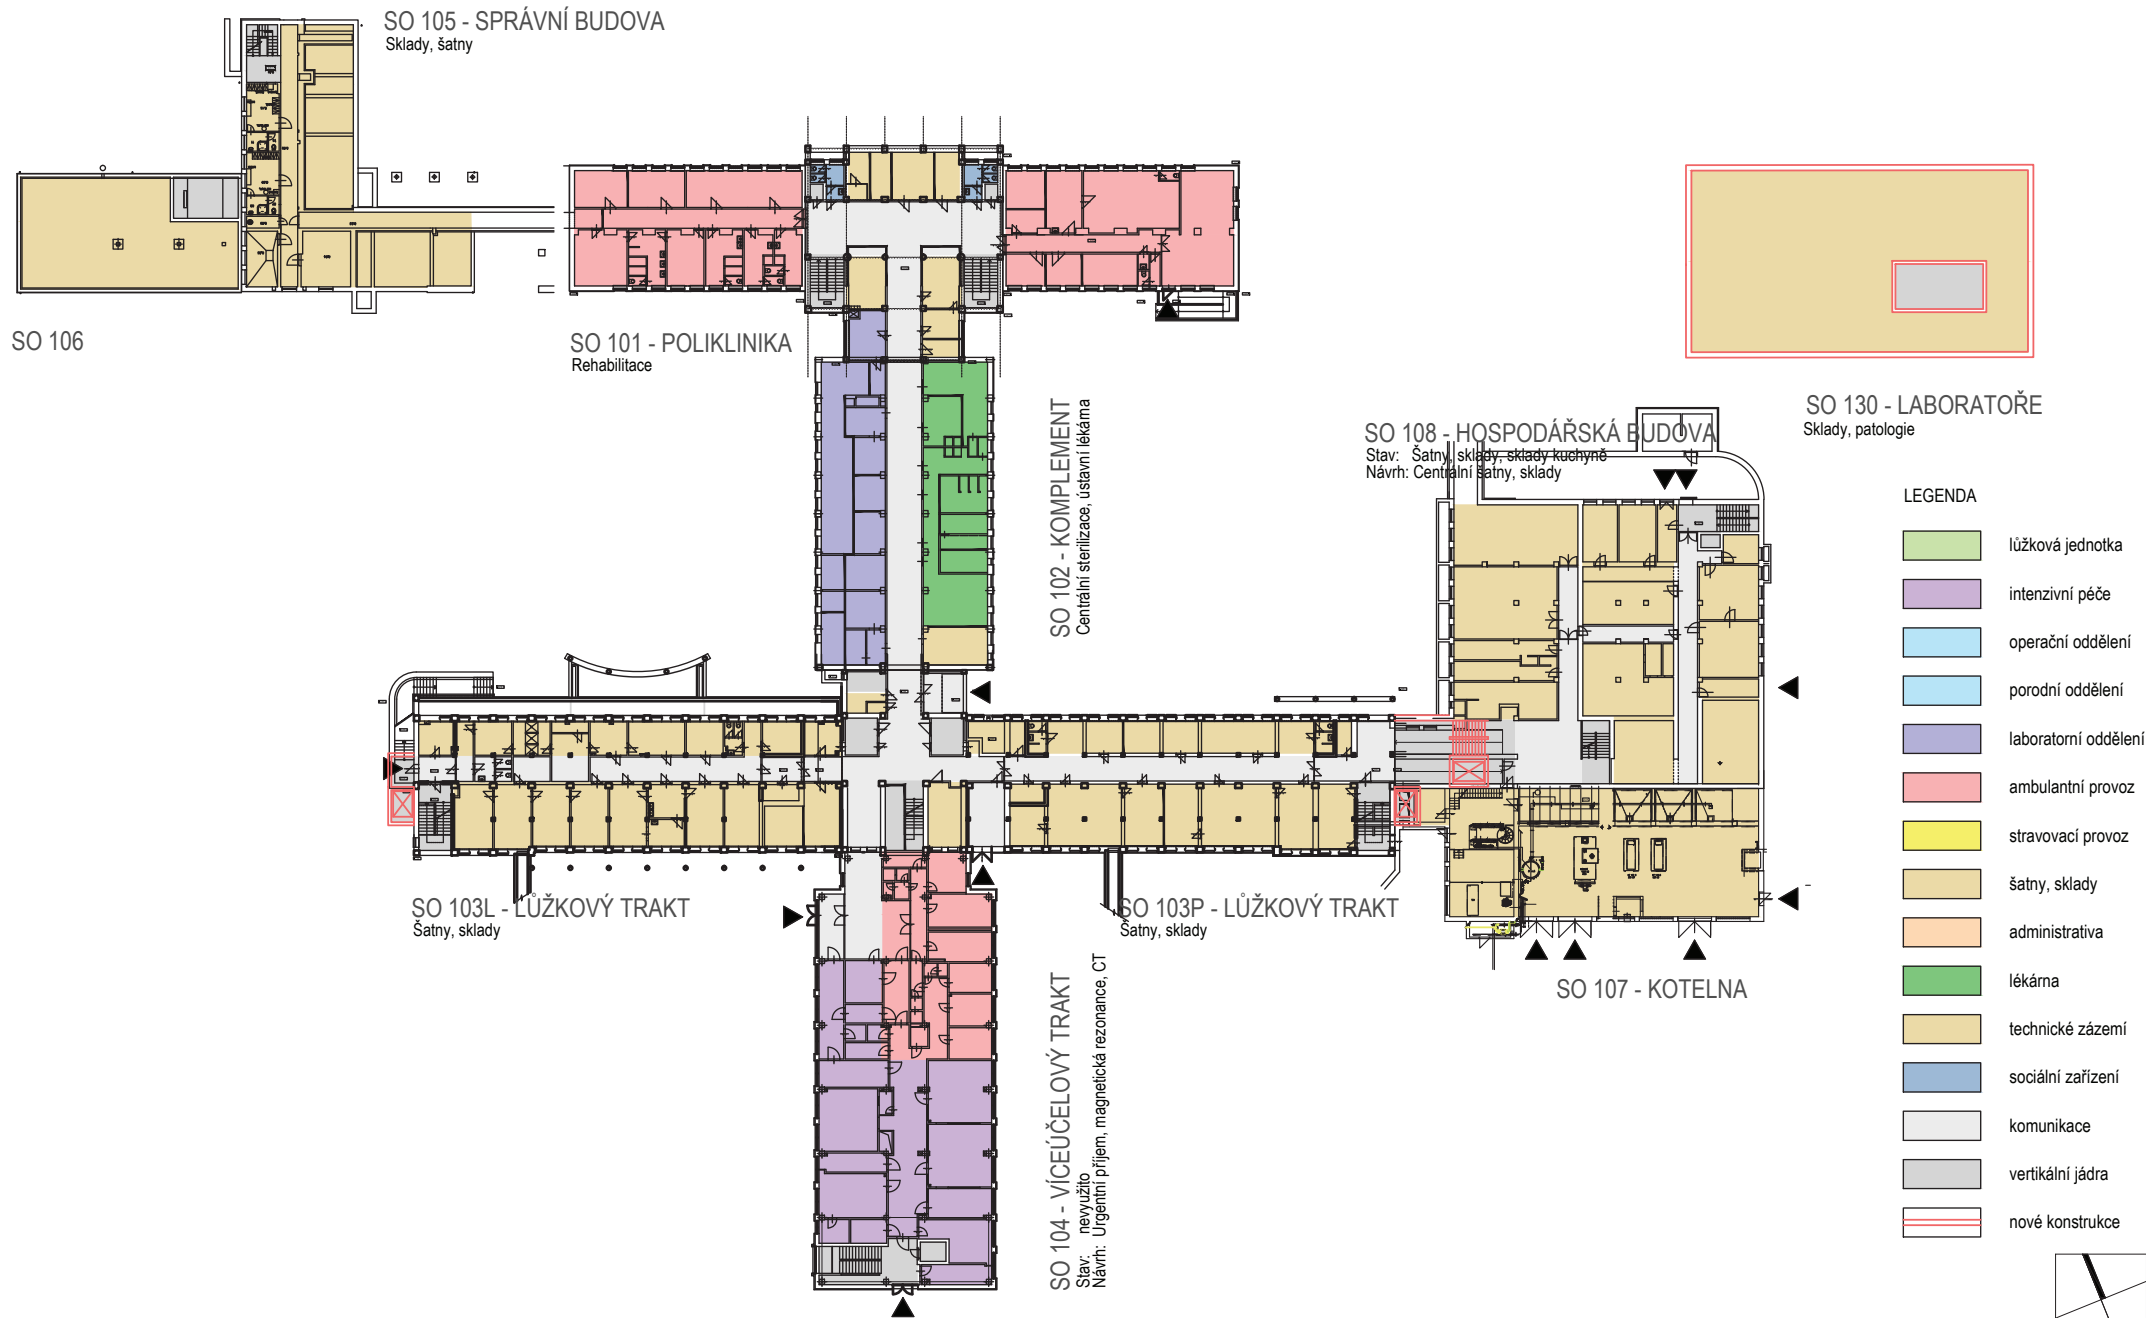 SO 105 - SPRÁVNÍ BUDOVA
Sklady, šatny
SO 106
SO 101 - POLIKLINIKA
Rehabilitace
SO 102 - KOMPLEMENT
Centrální sterilizace, ústavní lékárna
SO 130 - LABORATOŘE
Sklady, patologie
SO 108 - HOSPODÁŘSKÁ BUDOVA
Stav: Šatny, sklady, sklady kuchyně
Návrh: Centrální šatny, sklady
SO 103L - LŮŽKOVÝ TRAKT
Šatny, sklady
SO 103P - LŮŽKOVÝ TRAKT
Šatny, sklady
SO 107 - KOTELNA
SO 104 - VÍCEÚČELOVÝ TRAKT
Stav: nevyužito
Návrh: Urgentní příjem, magnetická rezonance, CT
LEGENDA
lůžková jednotka
intenzivní péče
operační oddělení
porodní oddělení
laboratorní oddělení
ambulantní provoz
stravovací provoz
šatny, sklady
administrativa
lékárna
technické zázemí
sociální zařízení
komunikace
vertikální jádra
nové konstrukce